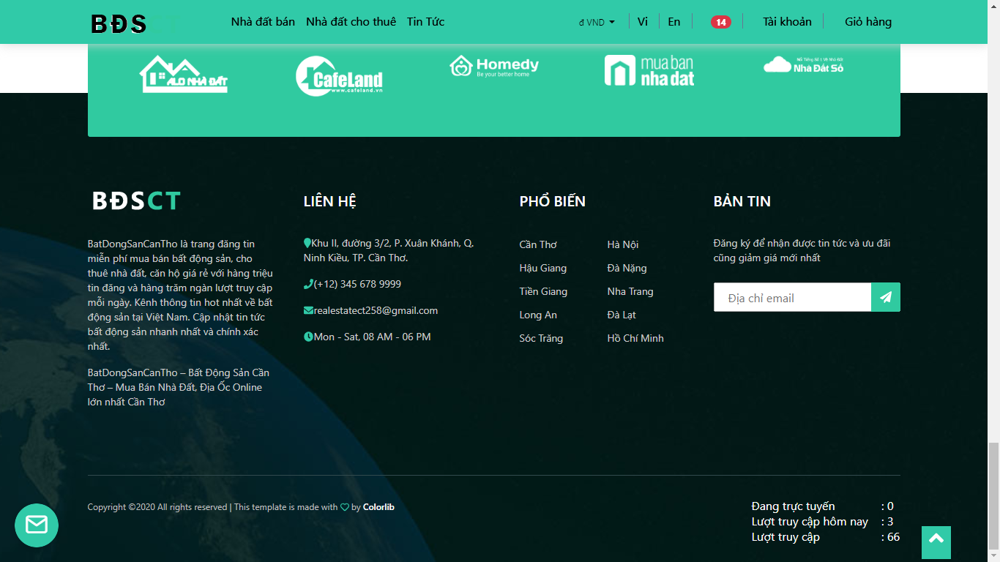 BĐS
Nhà đất bán Nhà đất cho thuê Tin Tức
đ VND Vi En 14 Tài khoản Giỏ hàng
ALO NHÀ ĐẤT
CafeLand
www.cafeland.vn
Homedy
Be your better home
mua ban
nha dat
Nhà Đất Số
BĐSCT
BatDongSanCanTho là trang đăng tin
miễn phí mua bán bất động sản, cho
thuê nhà đất, căn hộ giá rẻ với hàng triệu
tin đăng và hàng trăm ngàn lượt truy cập
mỗi ngày. Kênh thông tin hot nhất về bất
động sản tại Việt Nam. Cập nhật tin tức
bất động sản nhanh nhất và chính xác
nhất.
BatDongSanCanTho – Bất Động Sản Cần
Thơ – Mua Bán Nhà Đất, Địa Ốc Online
lớn nhất Cần Thơ
LIÊN HỆ
Khu II, đường 3/2, P. Xuân Khánh, Q.
Ninh Kiều, TP. Cần Thơ.
(+12) 345 678 9999
realestatect258@gmail.com
Mon - Sat, 08 AM - 06 PM
PHỔ BIẾN
Cần Thơ
Hậu Giang
Tiền Giang
Long An
Sóc Trăng
Hà Nội
Đà Nặng
Nha Trang
Đà Lạt
Hồ Chí Minh
BẢN TIN
Đăng ký để nhận được tin tức và ưu đãi
cũng giảm giá mới nhất
Địa chỉ email
Copyright ©2020 All rights reserved | This template is made with by Colorlib
Đang trực tuyến : 0
Lượt truy cập hôm nay : 3
Lượt truy cập : 66